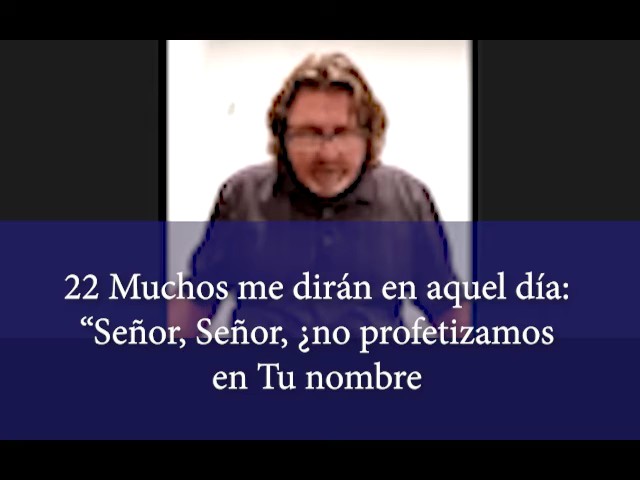 22 Muchos me dirán en aquel día:
“Señor, Señor, ¿no profetizamos
en Tu nombre